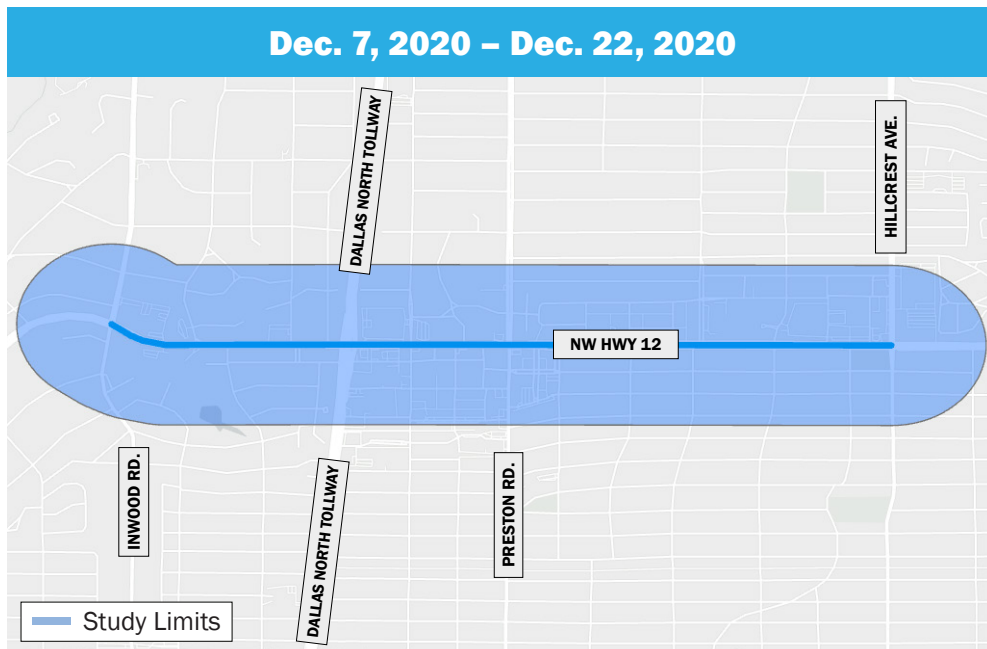 Dec. 7, 2020 – Dec. 22, 2020
DALLAS NORTH TOLLWAY
HILLCREST AVE.
NW HWY 12
INWOOD RD.
DALLAS NORTH TOLLWAY
PRESTON RD.
Study Limits